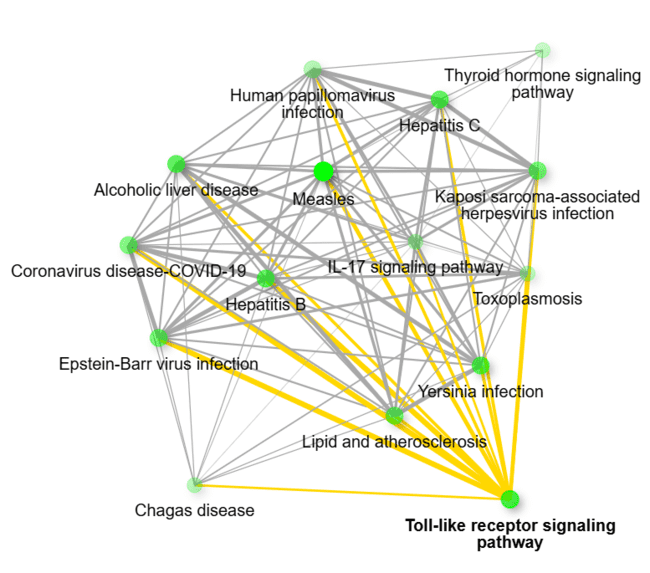 Thyroid hormone signaling
pathway
Human papillomavirus
infection
Hepatitis C
Alcoholic liver disease
Measles
Kaposi sarcoma-associated
herpesvirus infection
Coronavirus disease-COVID-19
IL-17 signaling pathway
Hepatitis B
Toxoplasmosis
Epstein-Barr virus infection
Yersinia infection
Lipid and atherosclerosis
Chagas disease
Toll-like receptor signaling
pathway